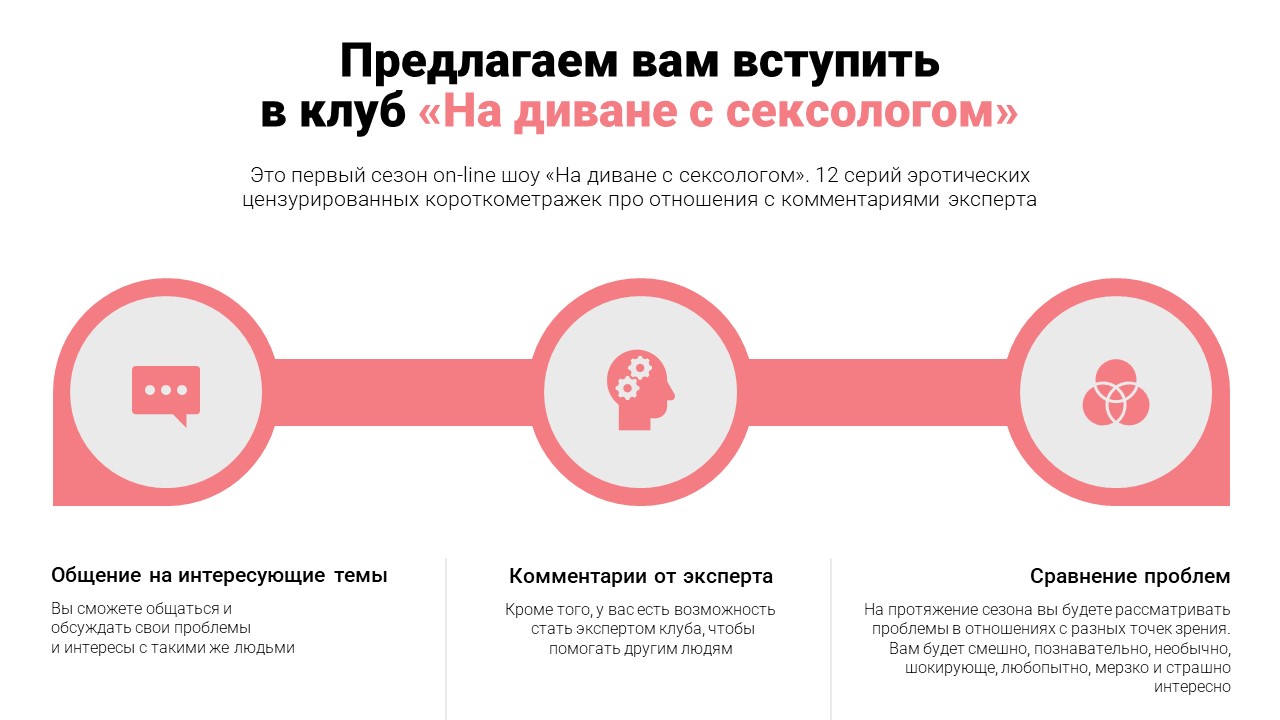 Предлагаем вам вступить
в клуб «На диване с сексологом»
Это первый сезон on-line шоу «На диване с сексологом». 12 серий эротических
цензурированных короткометражек про отношения с комментариями эксперта
Общение на интересующие темы
Вы сможете общаться и
обсуждать свои проблемы
и интересы с такими же людьми
Комментарии от эксперта
Кроме того, у вас есть возможность
стать экспертом клуба, чтобы
помогать другим людям
Сравнение проблем
На протяжение сезона вы будете рассматривать
проблемы в отношениях с разных точек зрения.
Вам будет смешно, познавательно, необычно,
шокирующе, любопытно, мерзко и страшно
интересно